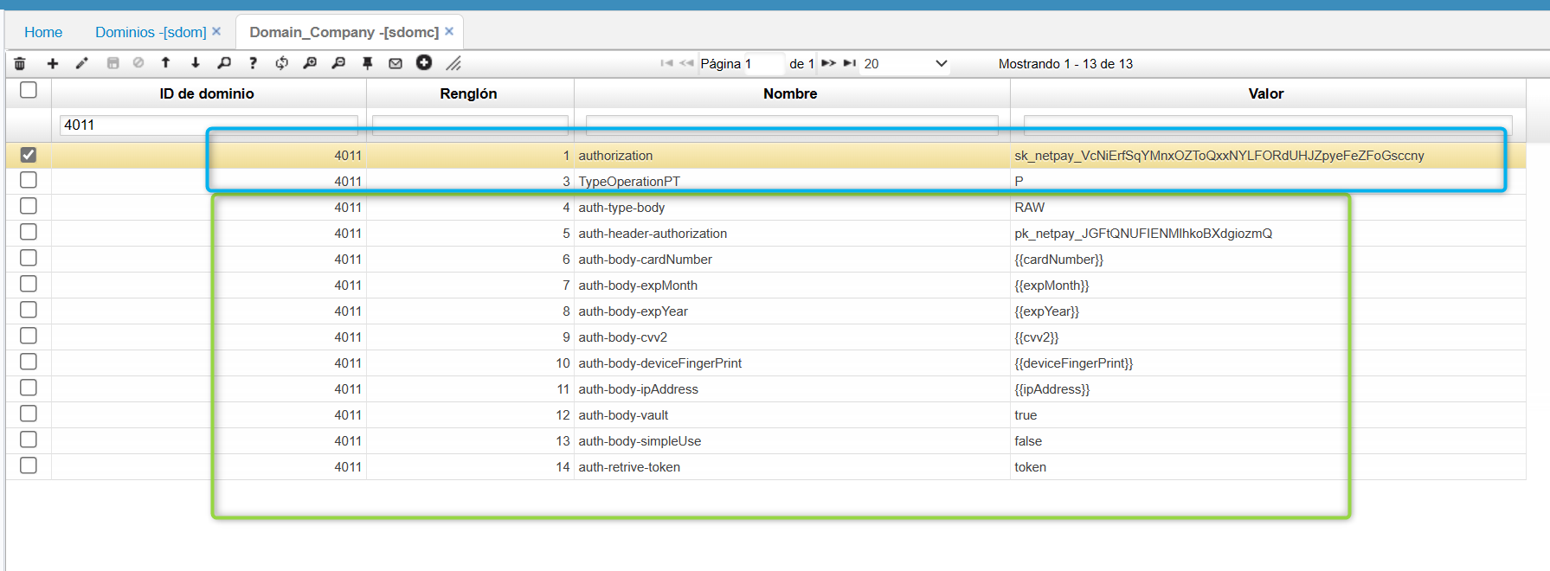 Home Dominios -[sdom] × Domain_Company -[sdomc] ×
Página 1 de 1 20 Mostrando 1 - 13 de 13
ID de dominio Renglón Nombre Valor
4011
4011 1 authorization sk_netpay_VcNiErfSqYMnxOZToQxxNYLFORdUHJZpyeFeZFoGsccny
4011 3 TypeOperationPT P
4011 4 auth-type-body RAW
4011 5 auth-header-authorization pk_netpay_JGFtQNUFIENMlhkoBXdgiozmQ
4011 6 auth-body-cardNumber {{cardNumber}}
4011 7 auth-body-expMonth {{expMonth}}
4011 8 auth-body-expYear {{expYear}}
4011 9 auth-body-cvv2 {{cvv2}}
4011 10 auth-body-deviceFingerPrint {{deviceFingerPrint}}
4011 11 auth-body-ipAddress {{ipAddress}}
4011 12 auth-body-vault true
4011 13 auth-body-simpleUse false
4011 14 auth-retrive-token token